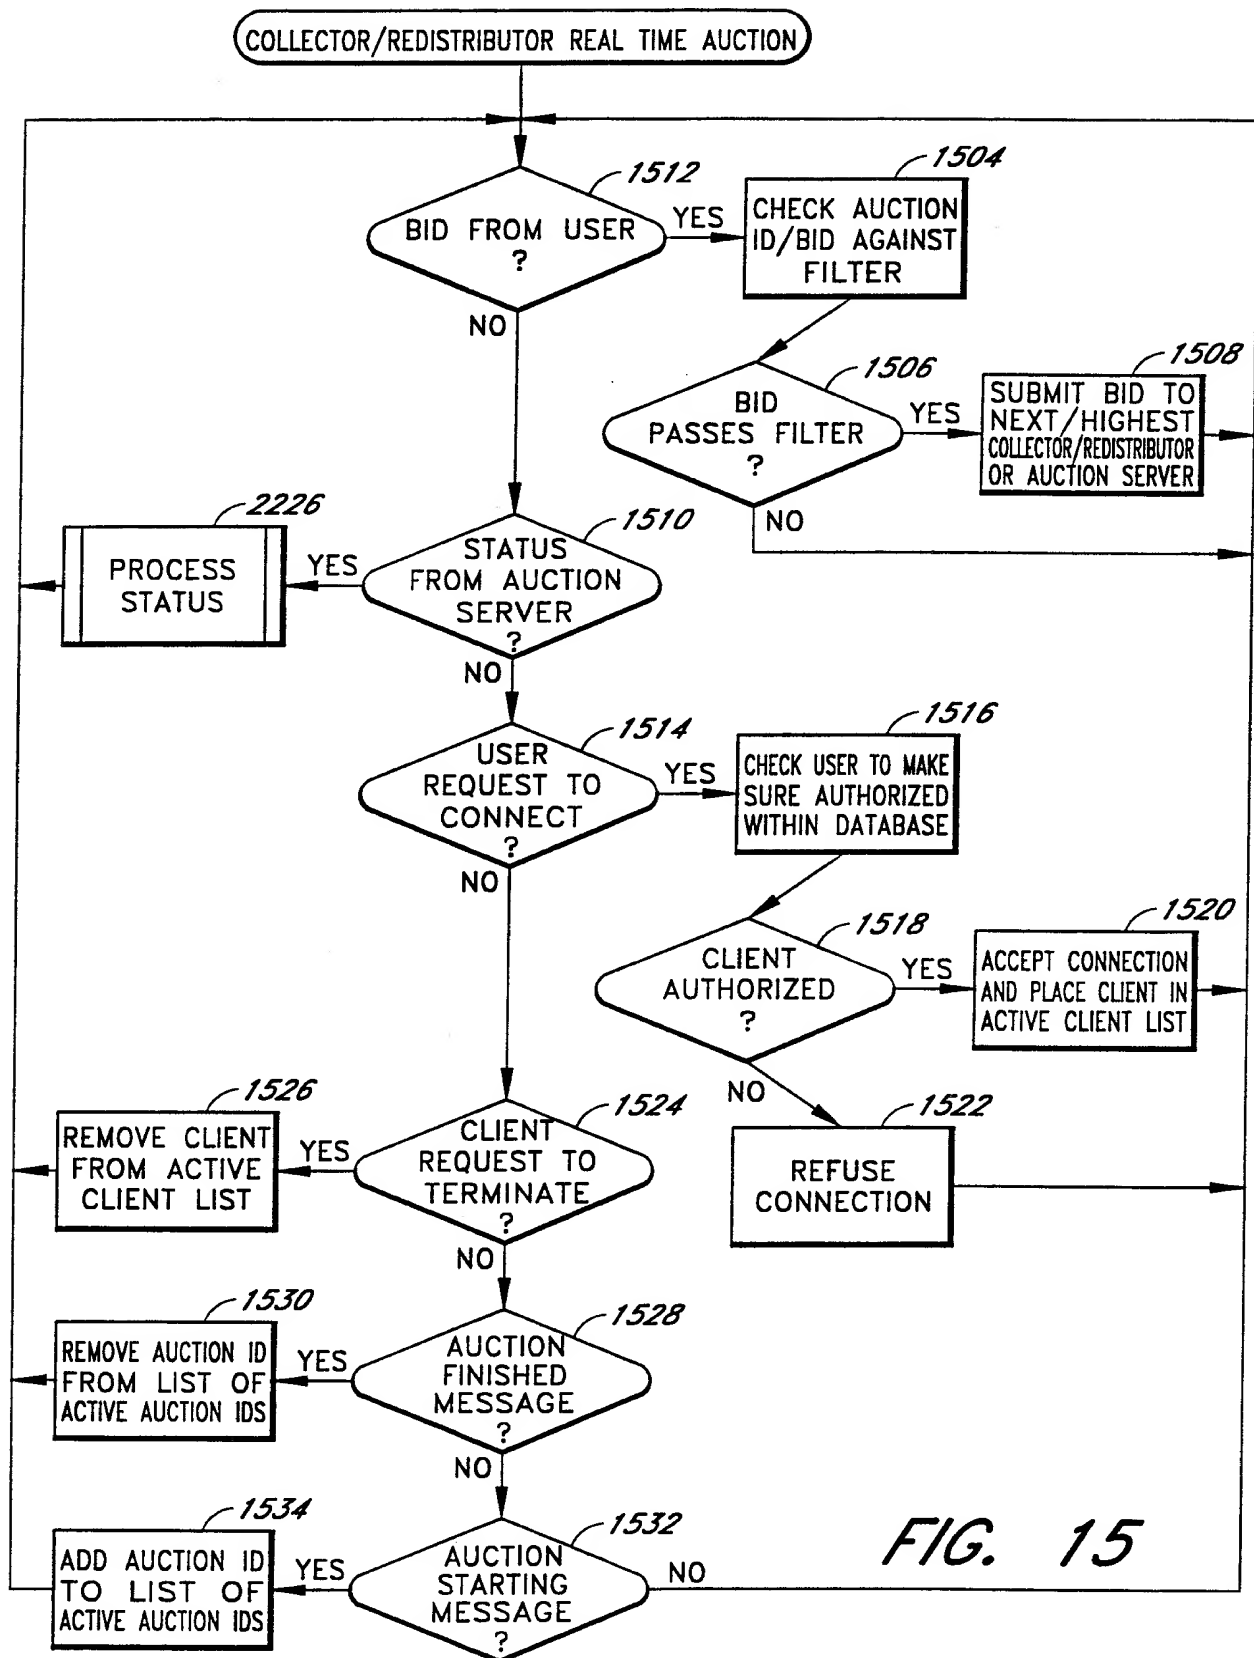 COLLECTOR/REDISTRIBUTOR REAL TIME AUCTION
1512
BID FROM USER
?
YES
NO
1504
CHECK AUCTION
ID/BID AGAINST
FILTER
1506
BID
PASSES FILTER
?
YES
NO
1508
SUBMIT BID TO
NEXT/HIGHEST
COLLECTOR/REDISTRIBUTOR
OR AUCTION SERVER
2226
PROCESS
STATUS
YES
1510
STATUS
FROM AUCTION
SERVER
?
NO
1514
USER
REQUEST TO
CONNECT
?
YES
NO
1516
CHECK USER TO MAKE
SURE AUTHORIZED
WITHIN DATABASE
1518
CLIENT
AUTHORIZED
?
YES
NO
1520
ACCEPT CONNECTION
AND PLACE CLIENT IN
ACTIVE CLIENT LIST
1522
REFUSE
CONNECTION
1526
REMOVE CLIENT
FROM ACTIVE
CLIENT LIST
YES
1524
CLIENT
REQUEST TO
TERMINATE
?
NO
1530
REMOVE AUCTION ID
FROM LIST OF
ACTIVE AUCTION IDS
YES
1528
AUCTION
FINISHED
MESSAGE
?
NO
1534
ADD AUCTION ID
TO LIST OF
ACTIVE AUCTION IDS
YES
1532
AUCTION
STARTING
MESSAGE
?
NO
FIG. 15